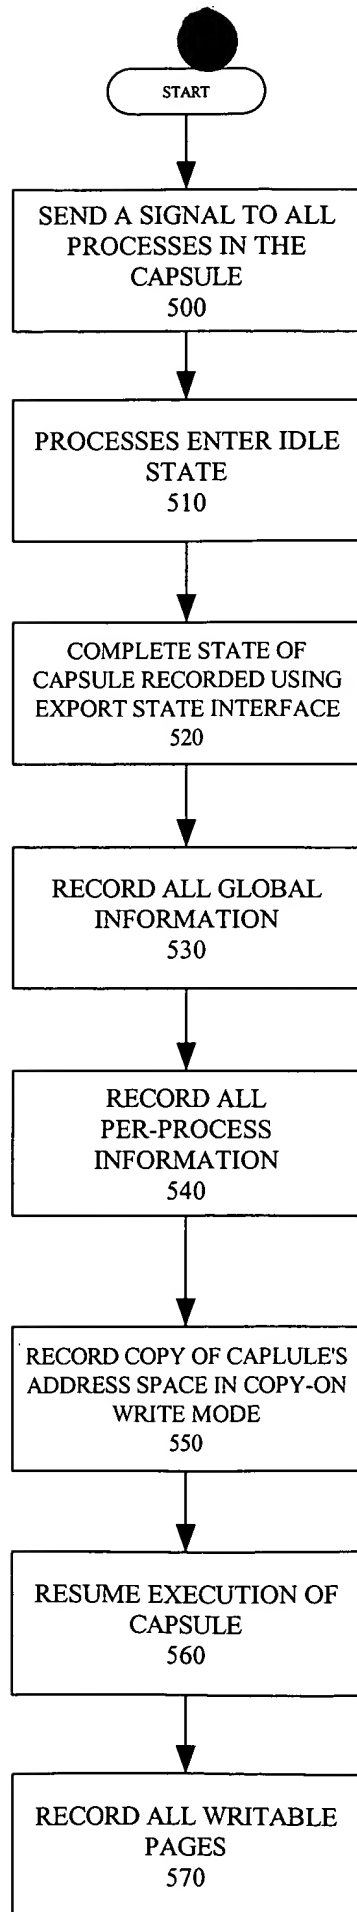 START
SEND A SIGNAL TO ALL
PROCESSES IN THE
CAPSULE
500
PROCESSES ENTER IDLE
STATE
510
COMPLETE STATE OF
CAPSULE RECORDED USING
EXPORT STATE INTERFACE
520
RECORD ALL GLOBAL
INFORMATION
530
RECORD ALL
PER-PROCESS
INFORMATION
540
RECORD COPY OF CAPLULE'S
ADDRESS SPACE IN COPY-ON
WRITE MODE
550
RESUME EXECUTION OF
CAPSULE
560
RECORD ALL WRITABLE
PAGES
570